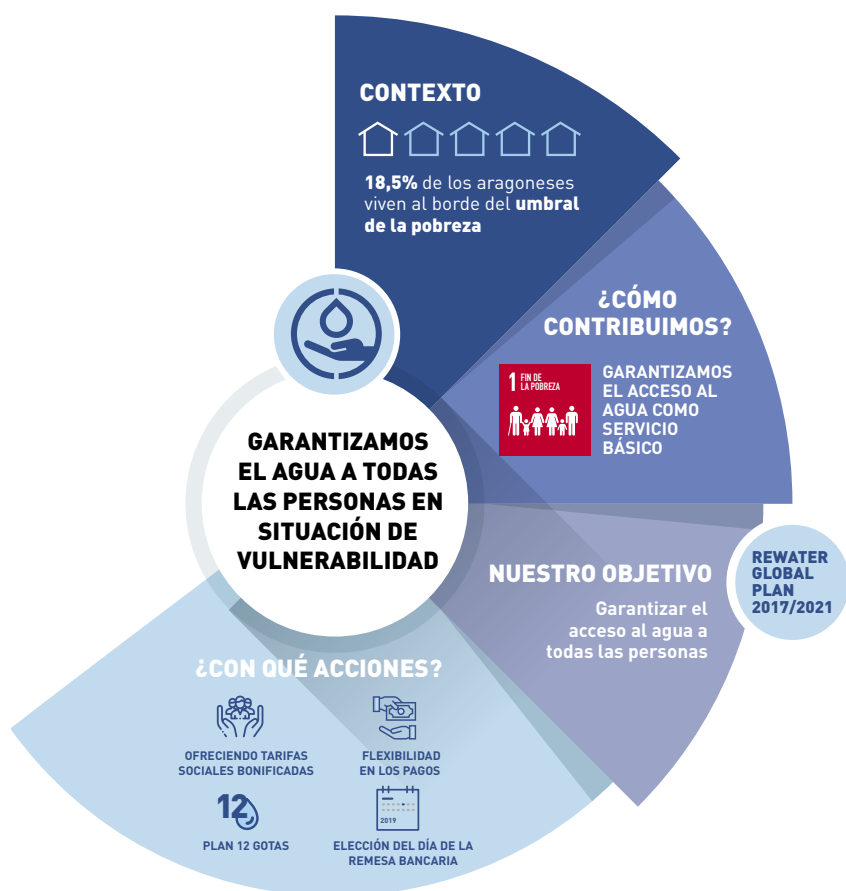 CONTEXTO
18,5% de los aragoneses
viven al borde del umbral
de la pobreza
¿CÓMO
CONTRIBUIMOS?
1 FIN DE
LA POBREZA
GARANTIZAMOS
EL ACCESO AL
AGUA COMO
SERVICIO
BÁSICO
GARANTIZAMOS
EL AGUA A TODAS
LAS PERSONAS EN
SITUACIÓN DE
VULNERABILIDAD
NUESTRO OBJETIVO
Garantizar el
acceso al agua a
todas las personas
REWATER
GLOBAL
PLAN
2017/2021
¿CON QUÉ ACCIONES?
OFRECIENDO TARIFAS
SOCIALES BONIFICADAS
FLEXIBILIDAD
EN LOS PAGOS
12
PLAN 12 GOTAS
2019
ELECCIÓN DEL DÍA DE LA
REMESA BANCARIA